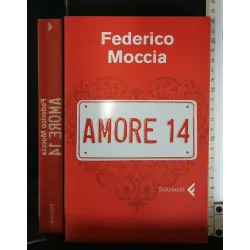 Federico
Moccia
AMORE 14
Feltrinelli
AMORE 14
Federico Moccia